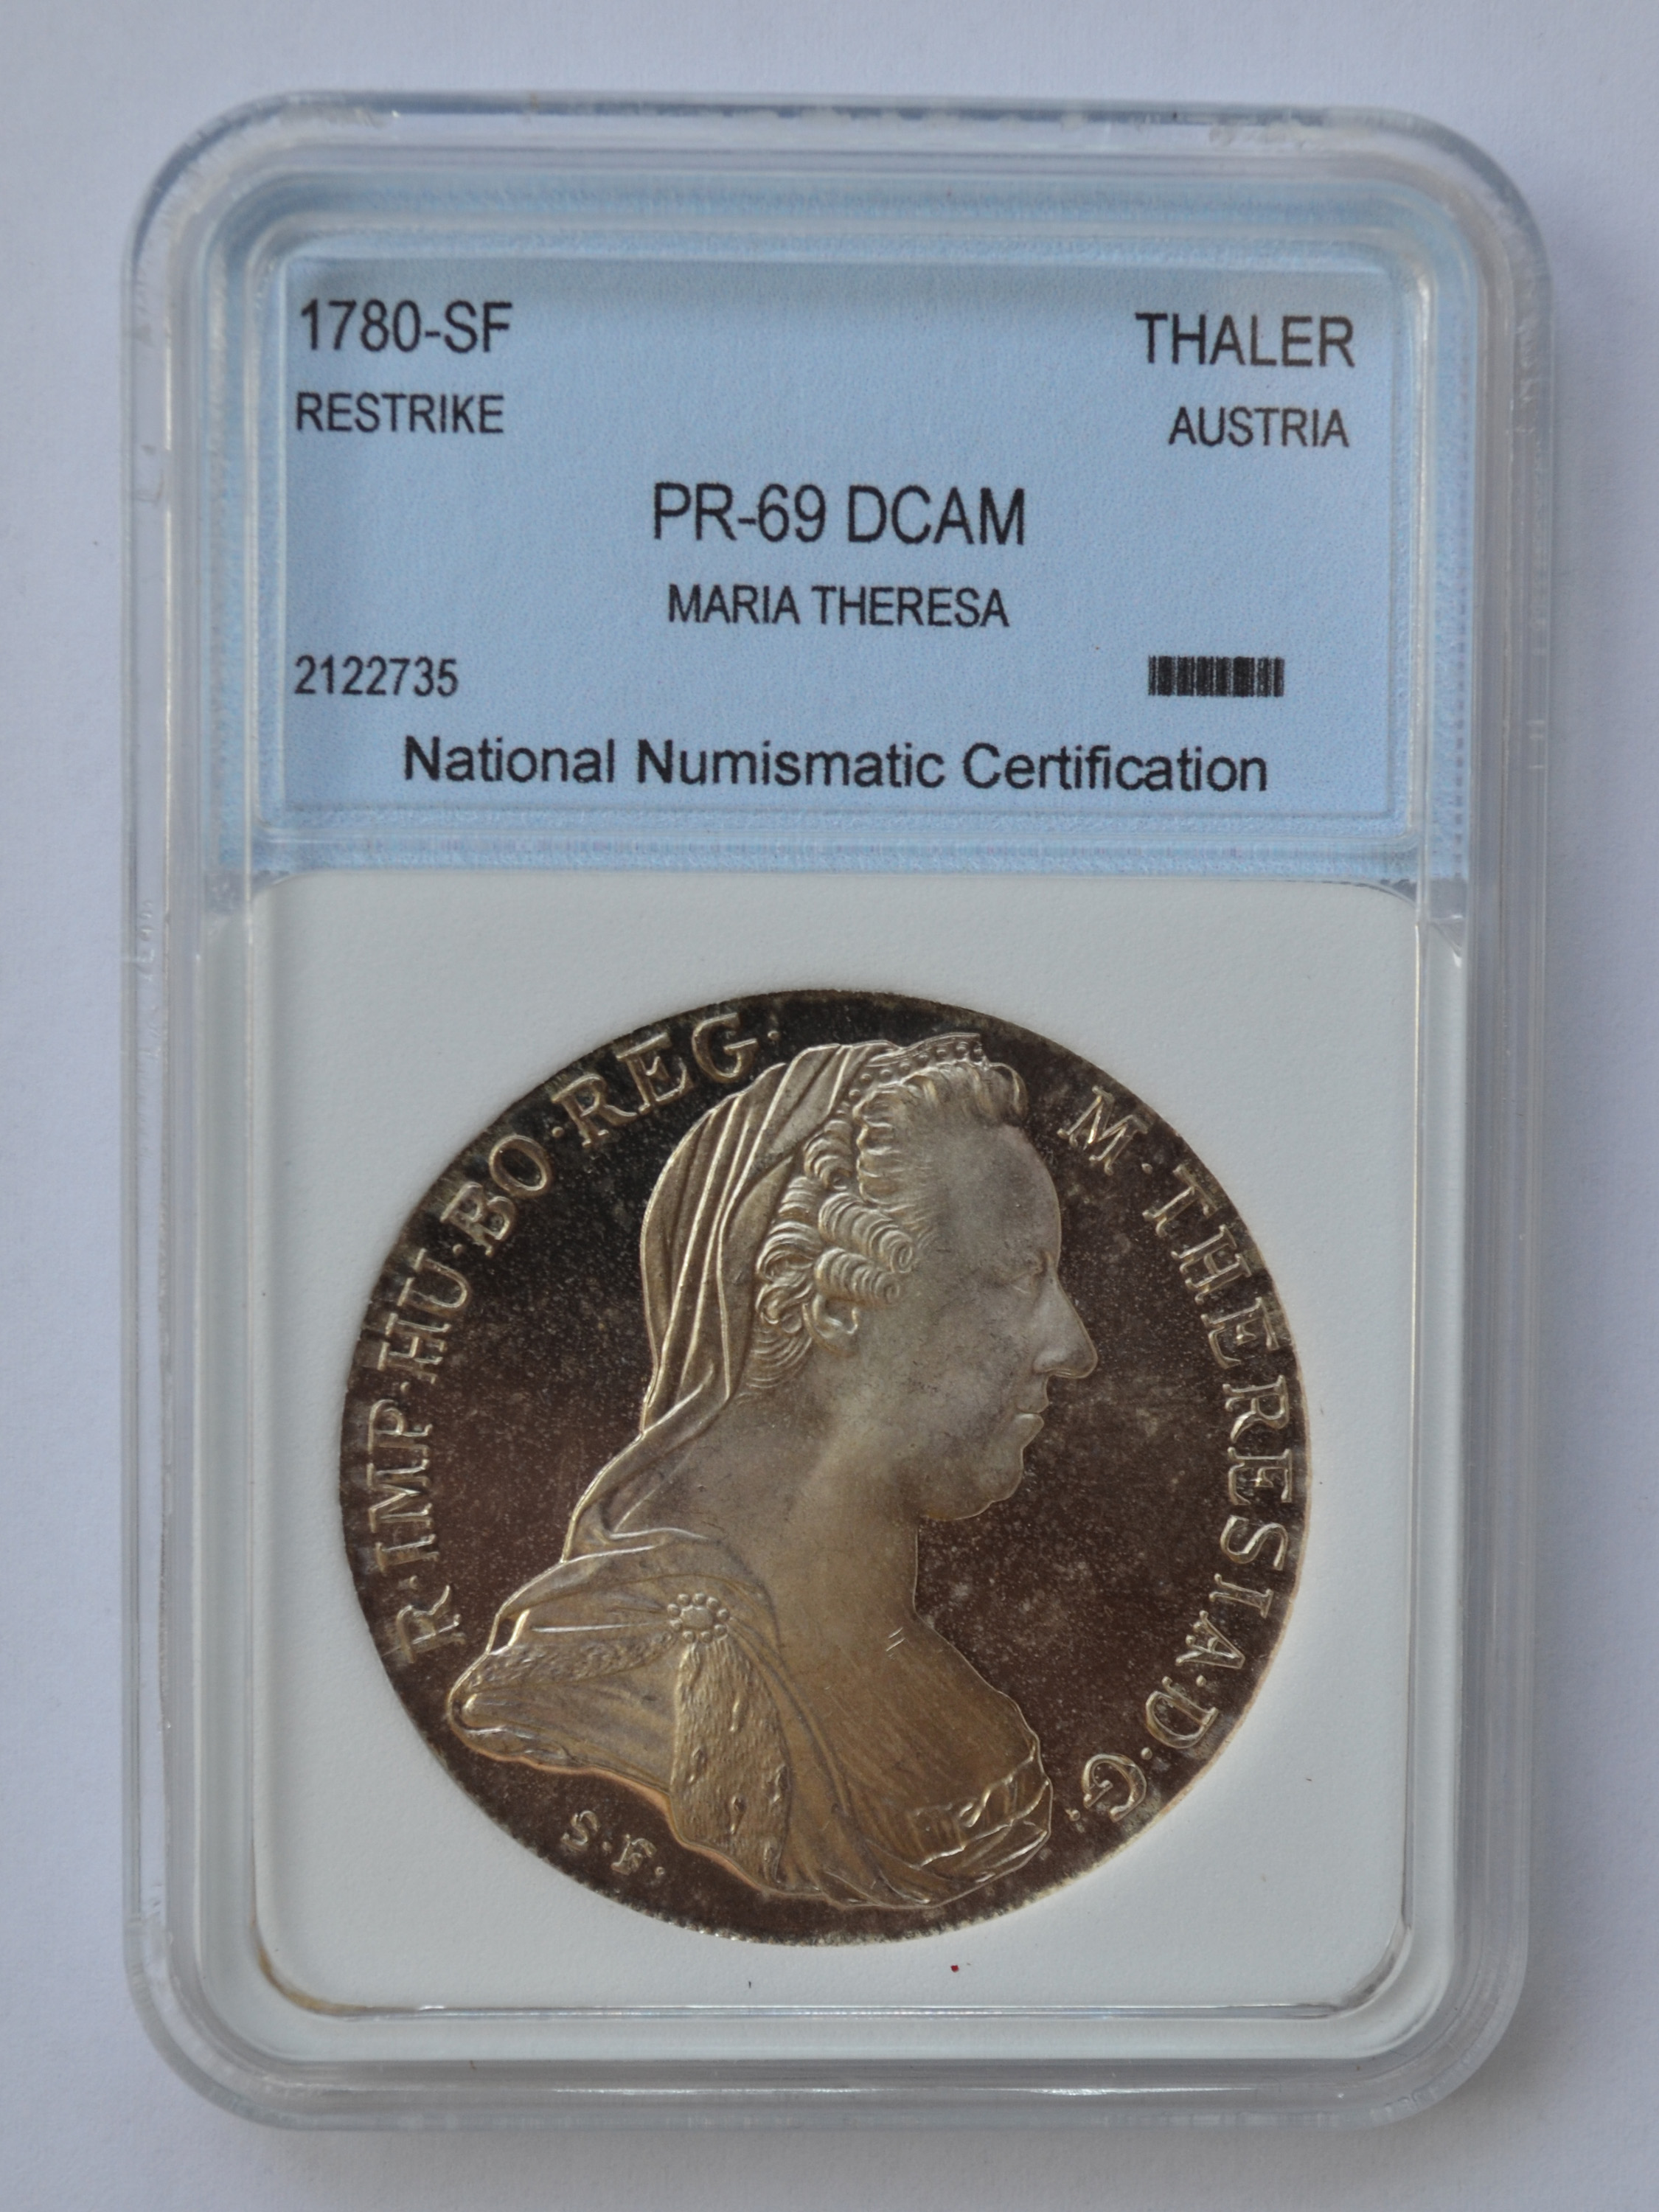 1780-SF
THALER
RESTRIKE
AUSTRIA
PR-69 DCAM
MARIA THERESA
2122735
National Numismatic Certification
R·IMP·HU·BO·REG·
M·THERESIA·D·G·
S·F·